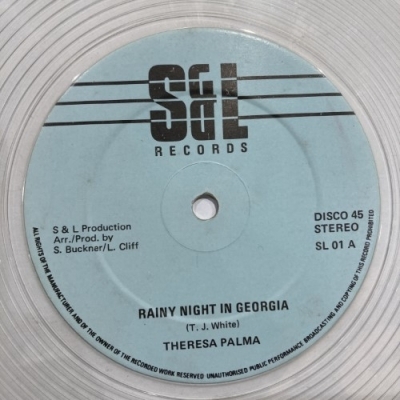 S&L
RECORDS
S & L Production
Arr./Prod. by
S. Buckner/L. Cliff
DISCO 45
STEREO
SL 01 A
RAINY NIGHT IN GEORGIA
(T. J. White)
THERESA PALMA
ALL RIGHTS OF THE MANUFACTURER AND OF THE OWNER OF THE RECORDED WORK RESERVED UNAUTHORISED PUBLIC PERFORMANCE BROADCASTING AND COPYING OF THIS RECORD PROHIBITED